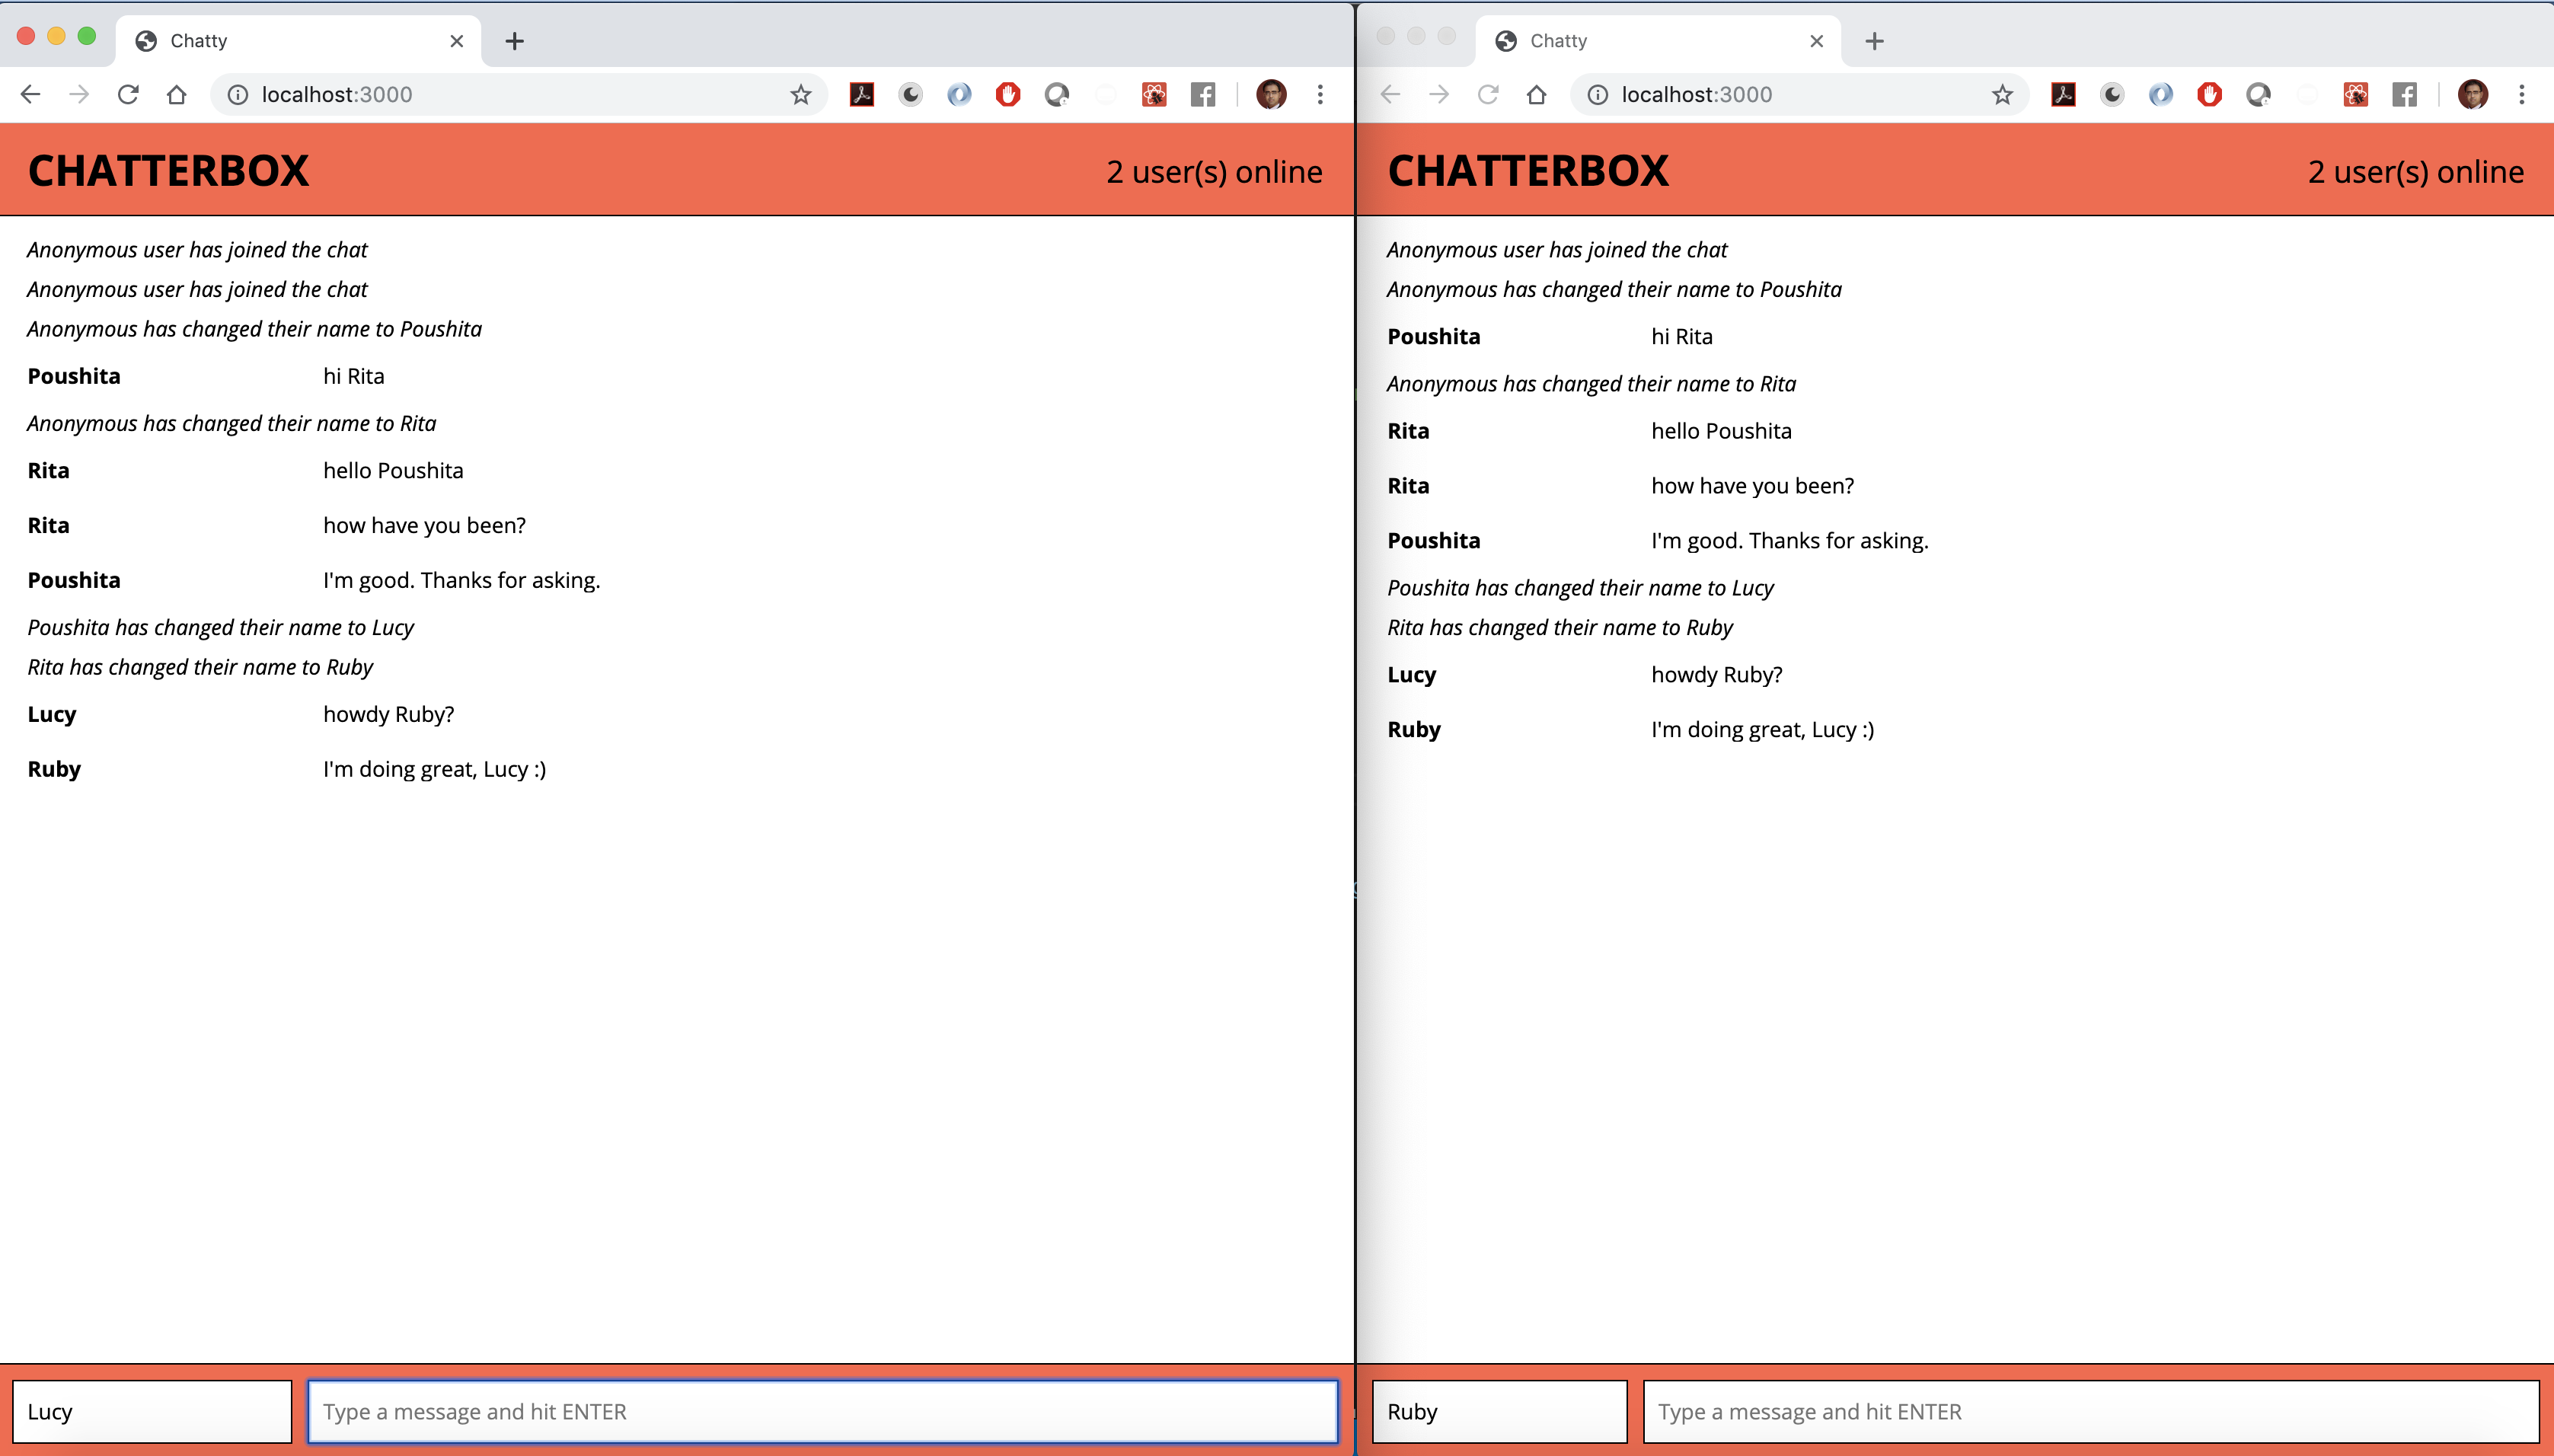 Chatty
localhost:3000
CHATTERBOX
2 user(s) online
Anonymous user has joined the chat
Anonymous user has joined the chat
Anonymous has changed their name to Poushita
Poushita hi Rita
Anonymous has changed their name to Rita
Rita hello Poushita
Rita how have you been?
Poushita I'm good. Thanks for asking.
Poushita has changed their name to Lucy
Rita has changed their name to Ruby
Lucy howdy Ruby?
Ruby I'm doing great, Lucy :)
Lucy Type a message and hit ENTER
Chatty
localhost:3000
CHATTERBOX
2 user(s) online
Anonymous user has joined the chat
Anonymous has changed their name to Poushita
Poushita hi Rita
Anonymous has changed their name to Rita
Rita hello Poushita
Rita how have you been?
Poushita I'm good. Thanks for asking.
Poushita has changed their name to Lucy
Rita has changed their name to Ruby
Lucy howdy Ruby?
Ruby I'm doing great, Lucy :)
Ruby Type a message and hit ENTER